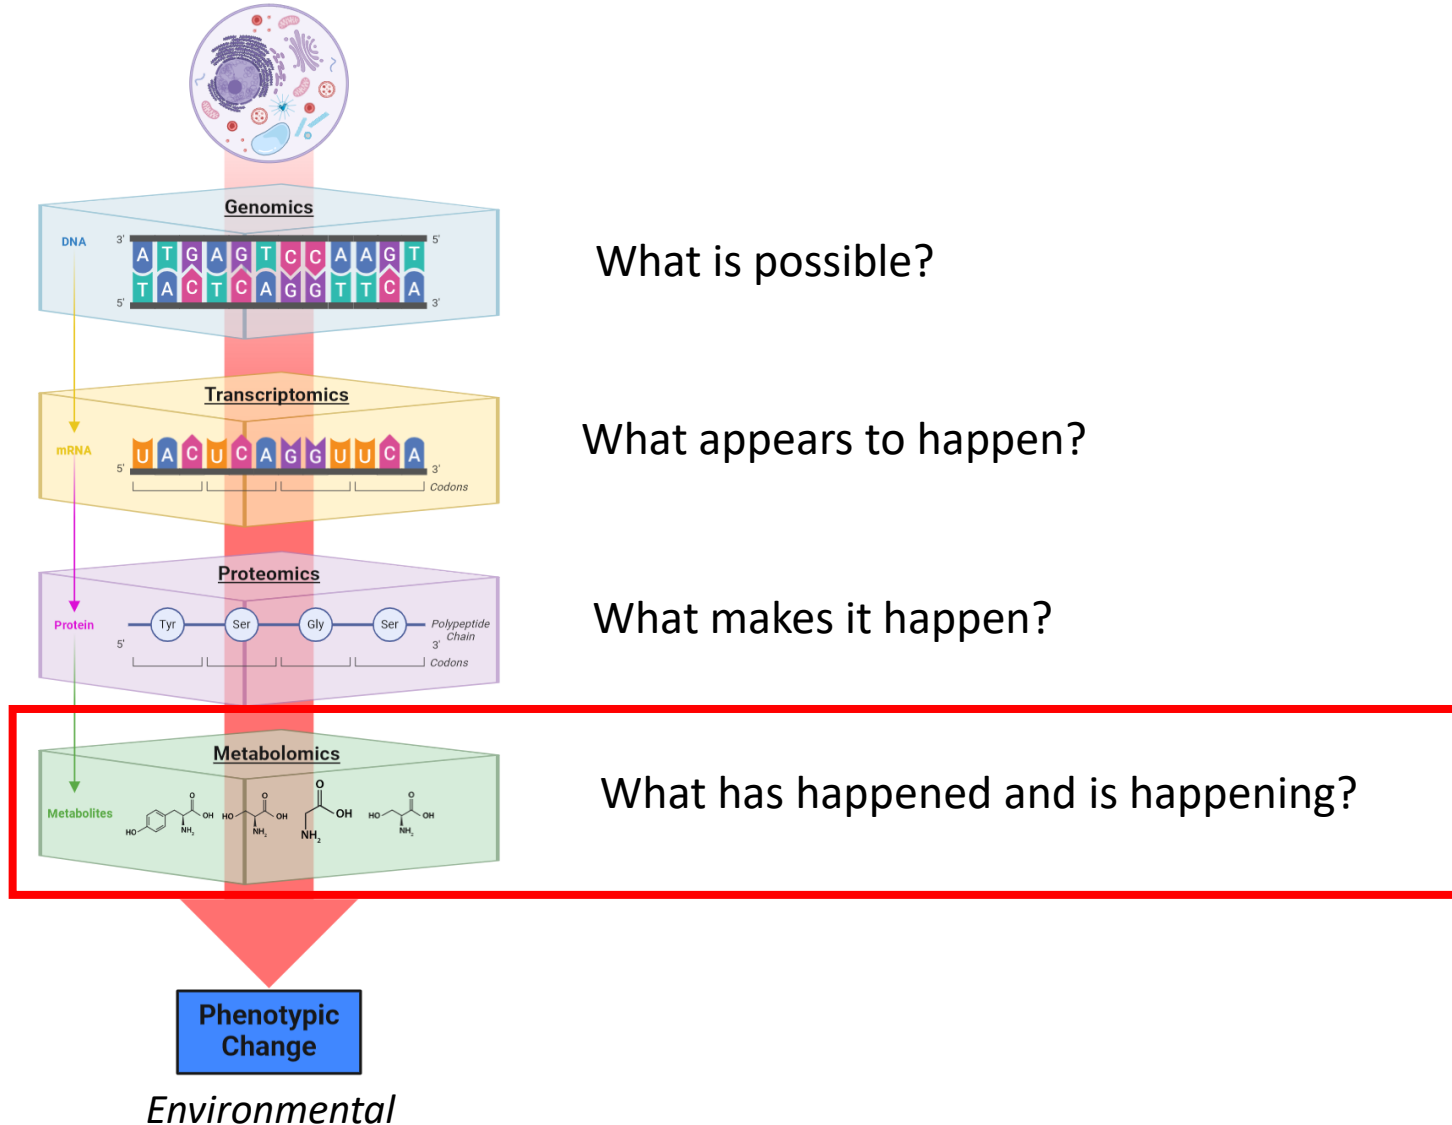 Genomics
DNA
3' 5'
A T G A G T C C A A G T
T A C T C A G G T T C A
5' 3'
What is possible?
Transcriptomics
mRNA
U A C U C A G G U U C A
5' 3'
Codons
What appears to happen?
Proteomics
Protein
Tyr Ser Gly Ser Polypeptide
Chain
5' 3'
Codons
What makes it happen?
Metabolomics
Metabolites
HO O OH NH2
HO O OH NH2
O OH NH2
HO O OH NH2
What has happened and is happening?
Phenotypic
Change
Environmental